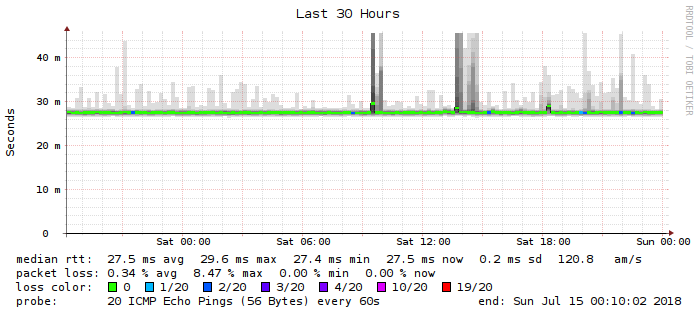 Last 30 Hours
RRDTOOL / TOBI OETIKER
Seconds
40 m
30 m
20 m
10 m
0
Sat 00:00 Sat 06:00 Sat 12:00 Sat 18:00 Sun 00:00
median rtt: 27.5 ms avg 29.6 ms max 27.4 ms min 27.5 ms now 0.2 ms sd 120.8 am/s
packet loss: 0.34 % avg 8.47 % max 0.00 % min 0.00 % now
loss color: 0 1/20 2/20 3/20 4/20 10/20 19/20
probe: 20 ICMP Echo Pings (56 Bytes) every 60s end: Sun Jul 15 00:10:02 2018